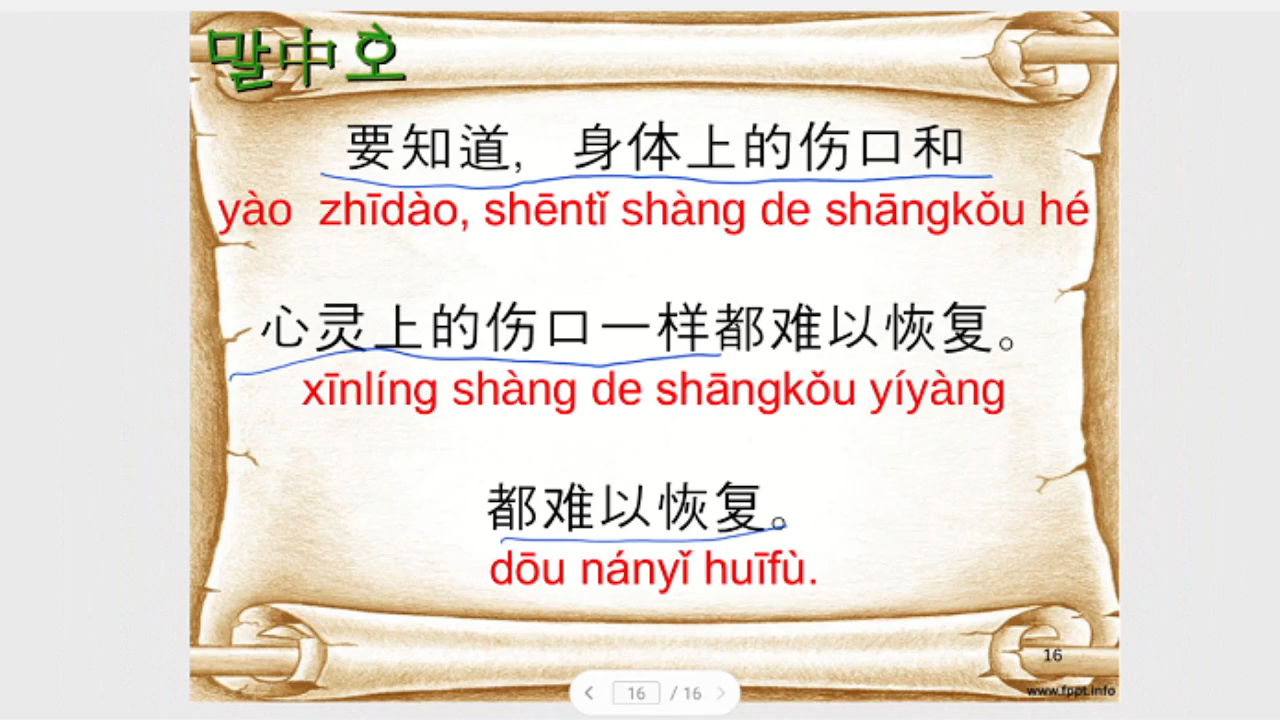 말中호
要知道, 身体上的伤口和
yào zhīdào, shēntǐ shàng de shāngkǒu hé
心灵上的伤口一样都难以恢复。
xīnlíng shàng de shāngkǒu yíyàng
都难以恢复。
dōu nányǐ huīfù.
16
www.fppt.info
16 / 16